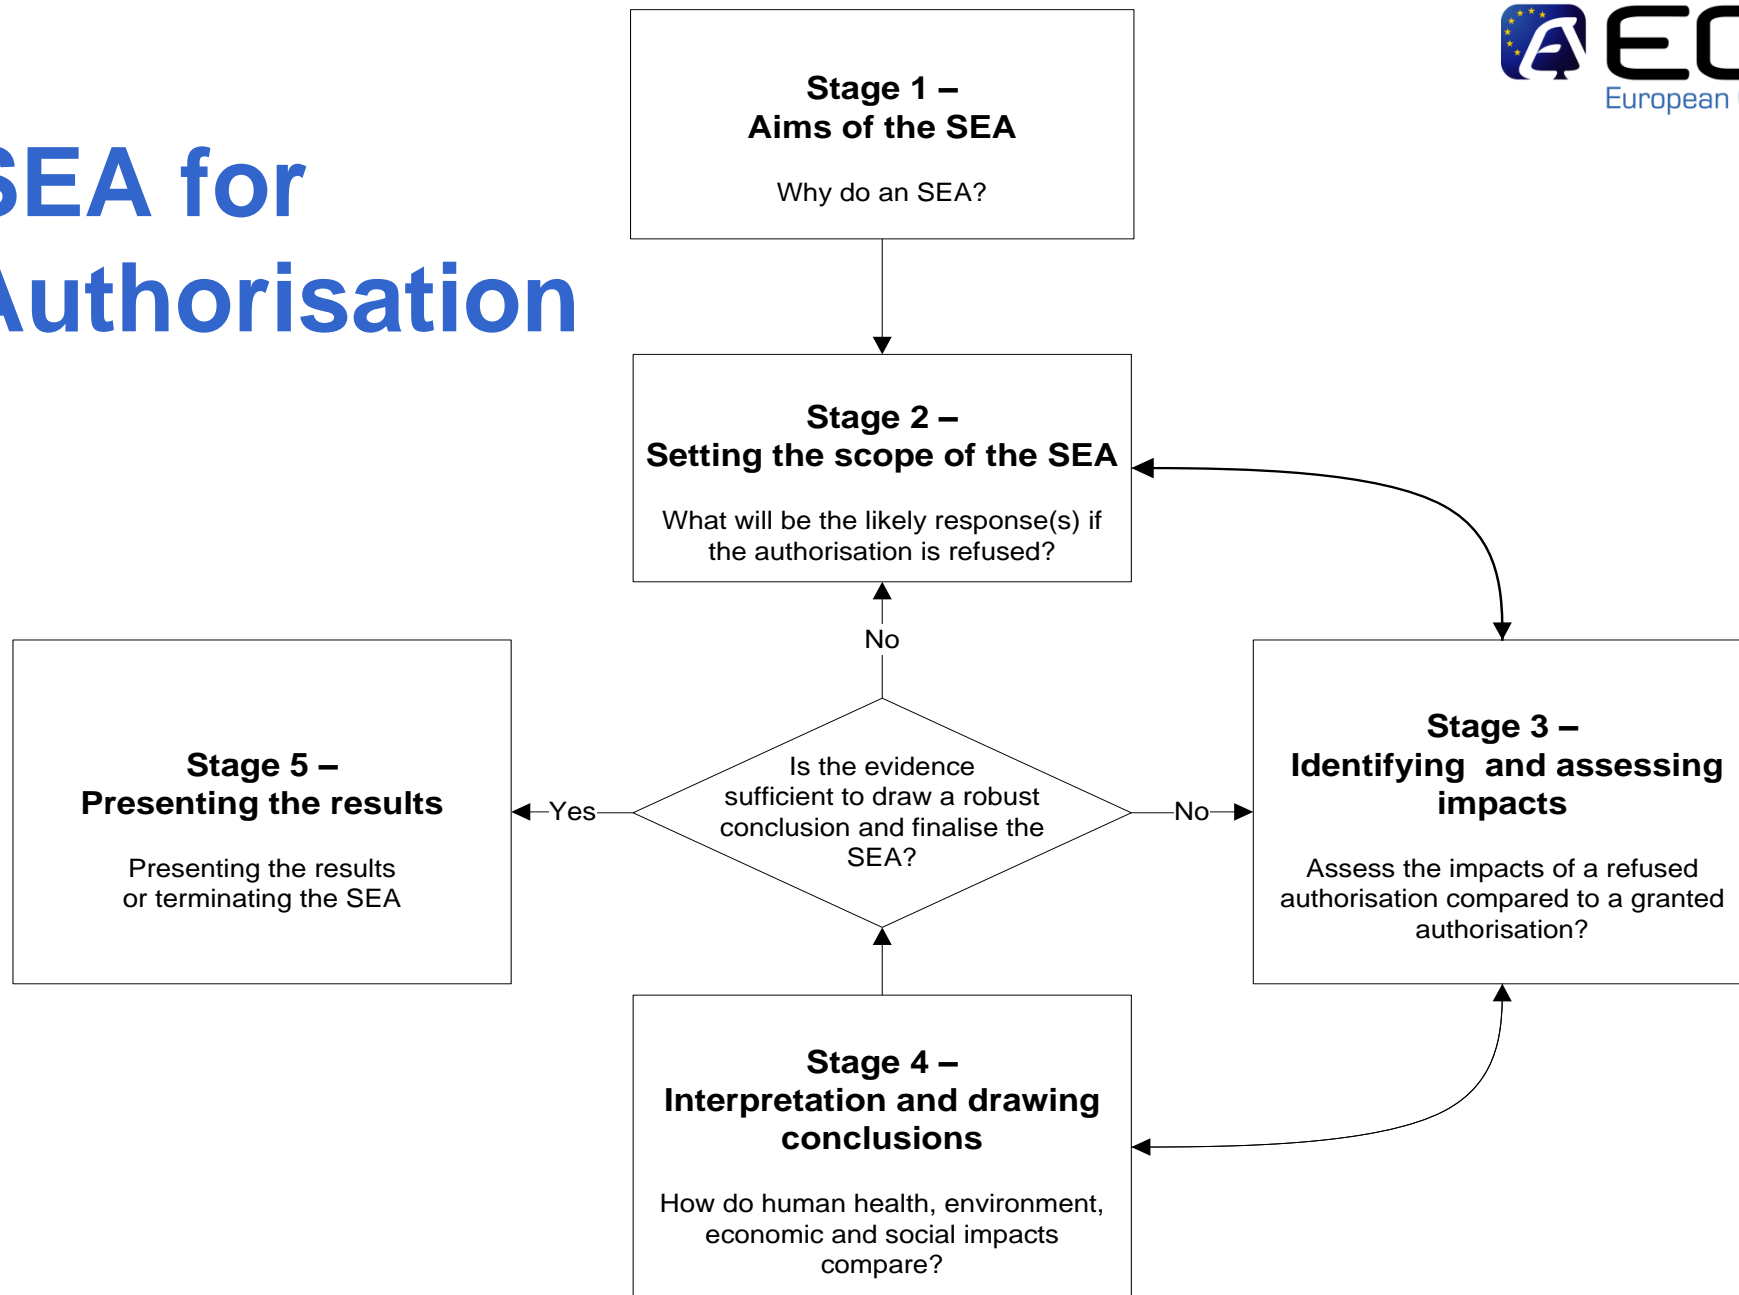 SEA for
Authorisation
European
Stage 1 –
Aims of the SEA
Why do an SEA?
Stage 2 –
Setting the scope of the SEA
What will be the likely response(s) if
the authorisation is refused?
No
Stage 5 –
Presenting the results
Presenting the results
or terminating the SEA
Yes
Is the evidence
sufficient to draw a robust
conclusion and finalise the
SEA?
No
Stage 3 –
Identifying and assessing
impacts
Assess the impacts of a refused
authorisation compared to a granted
authorisation?
Stage 4 –
Interpretation and drawing
conclusions
How do human health, environment,
economic and social impacts
compare?